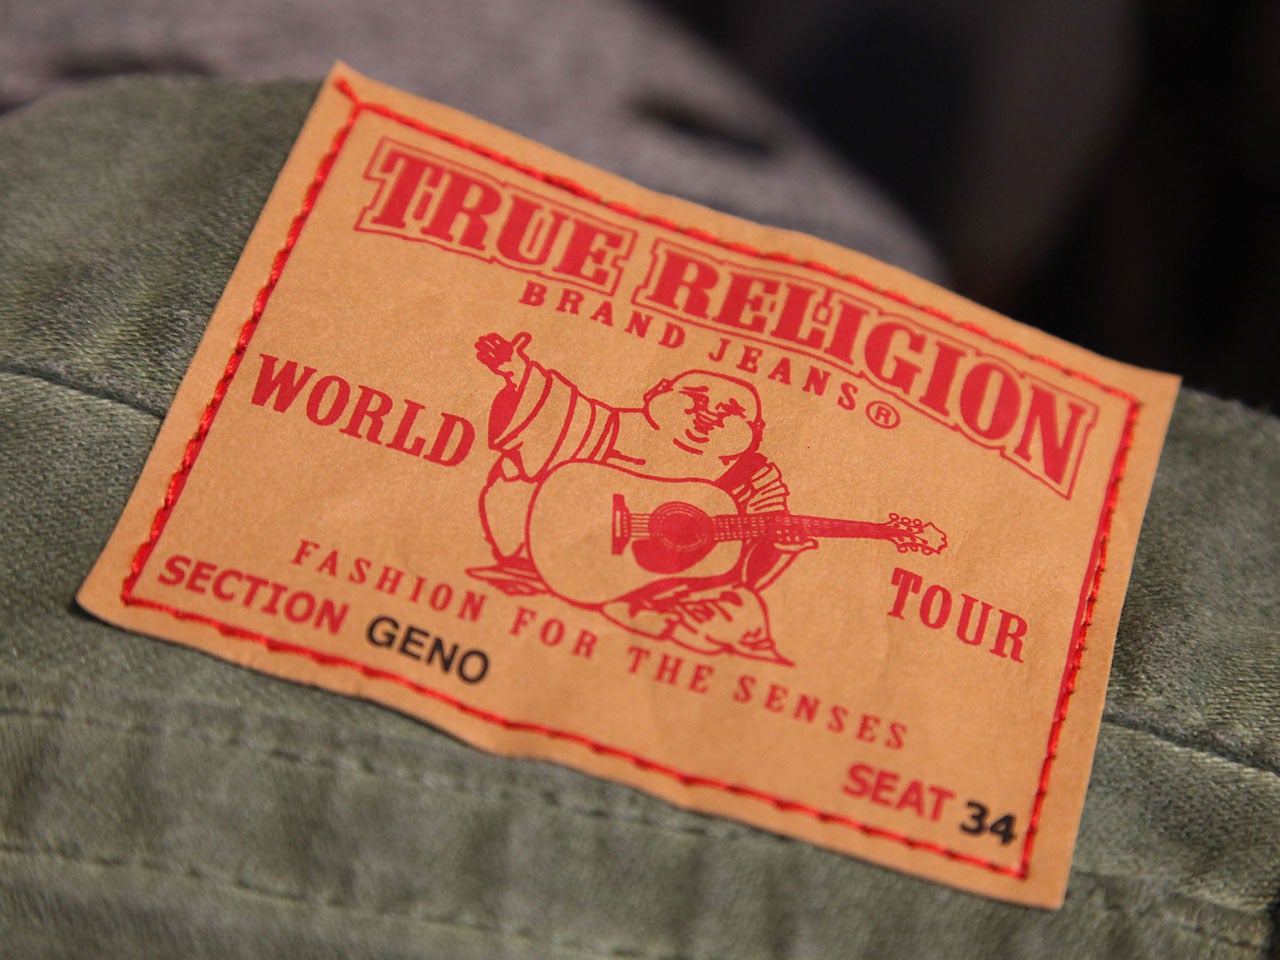 TRUE RELIGION
BRAND JEANS®
WORLD TOUR
FASHION FOR THE SENSES
SECTION GENO
SEAT 34